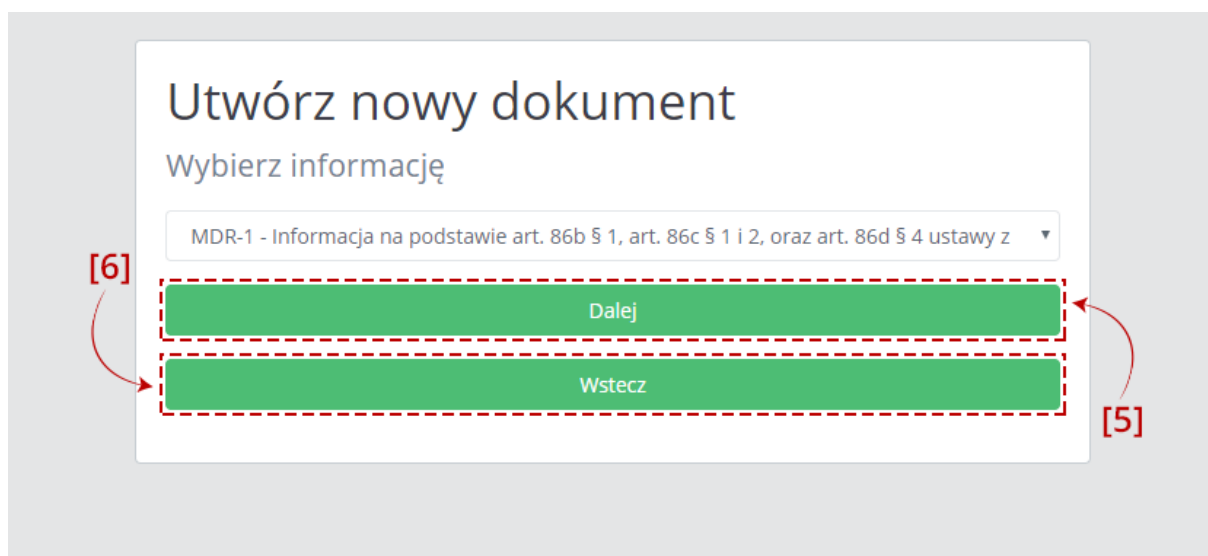 Utwórz nowy dokument
Wybierz informację
MDR-1 - Informacja na podstawie art. 86b § 1, art. 86c § 1 i 2, oraz art. 86d § 4 ustawy z
[6]
Dalej
Wstecz
[5]